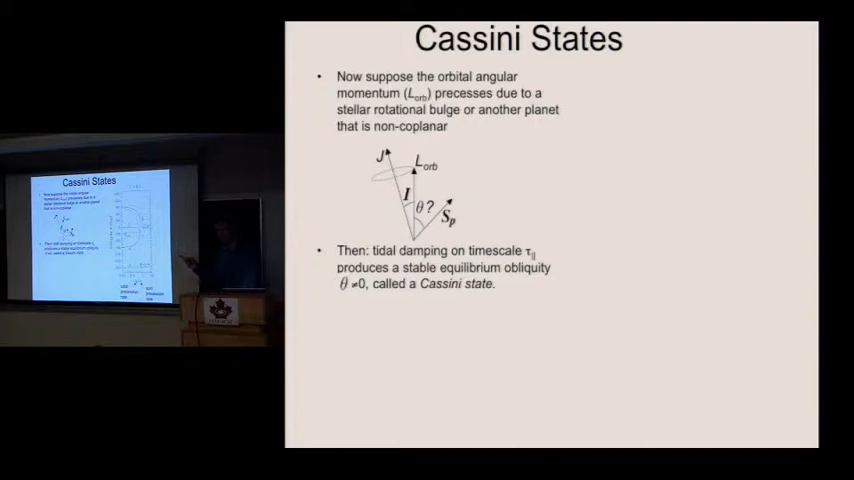 Cassini States
• Now suppose the orbital angular
momentum (Lorb) precesses due to a
stellar rotational bulge or another planet
that is non-coplanar
J
Lorb
I
θ?
Sp
• Then: tidal damping on timescale τ||
produces a stable equilibrium obliquity
θ ≠0, called a Cassini state.
Cassini States